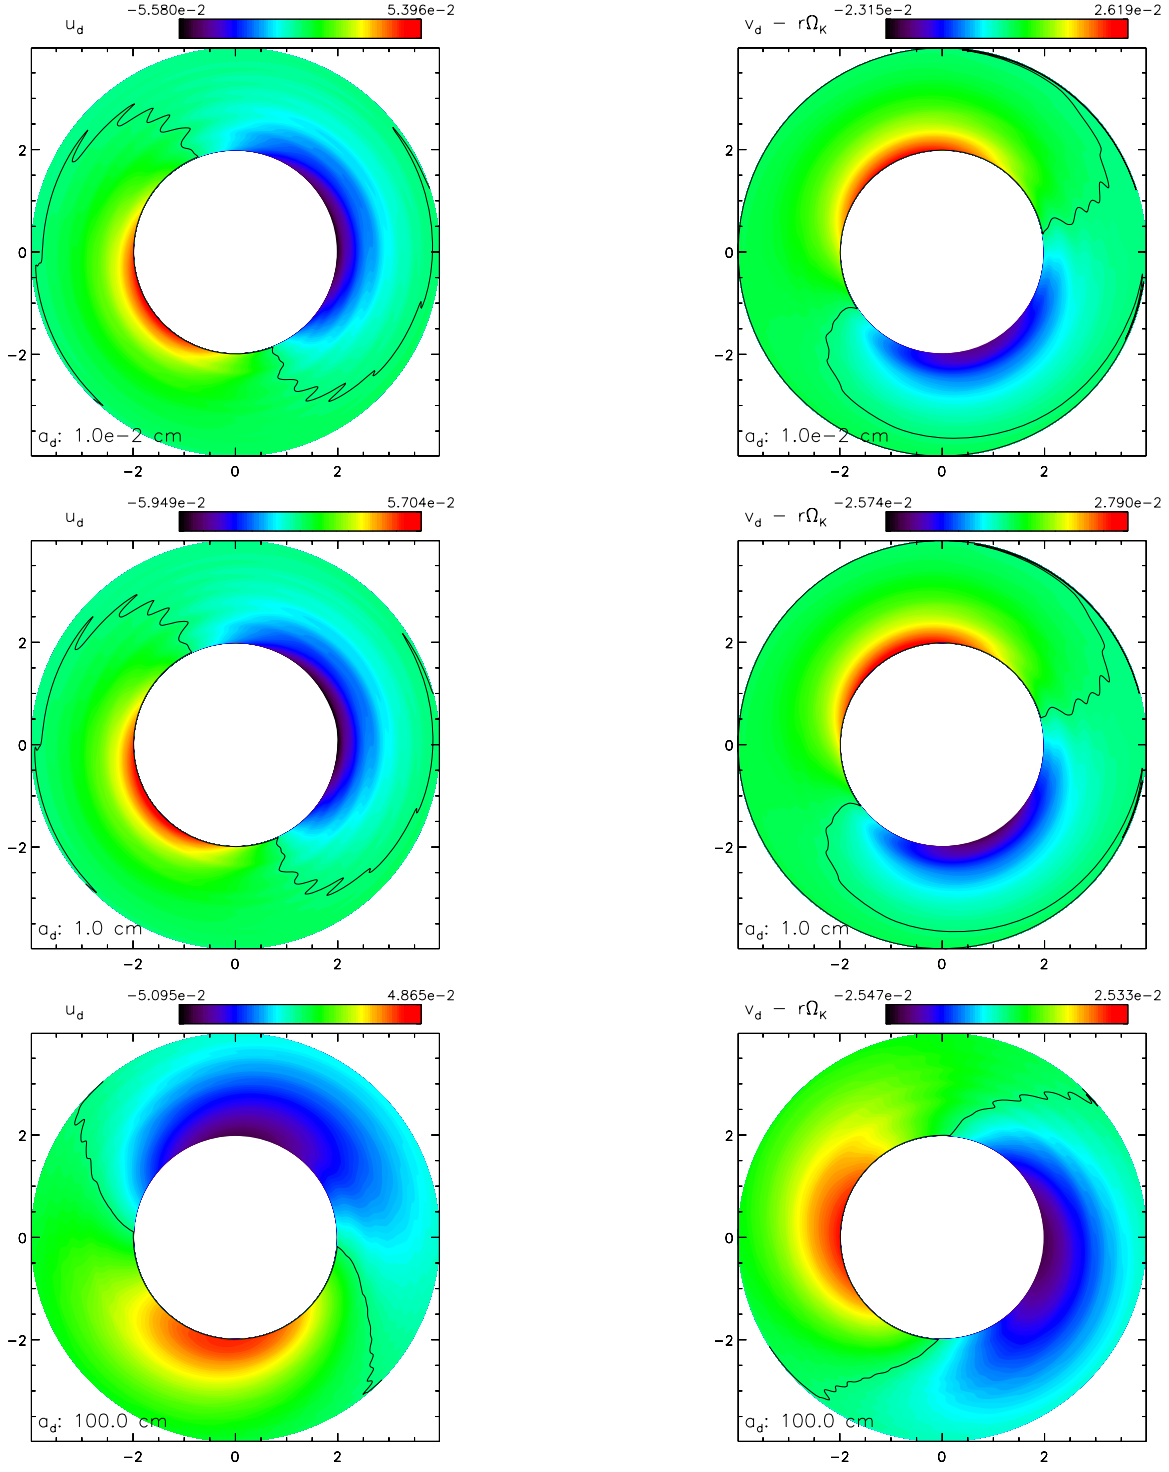 −5.580e−2 5.396e−2 −2.315e−2 2.619e−2
u_d v_d − rΩ_K
2 2
0 0
−2 −2
a_d: 1.0e−2 cm a_d: 1.0e−2 cm
−2 0 2 −2 0 2
−5.949e−2 5.704e−2 −2.574e−2 2.790e−2
u_d v_d − rΩ_K
2 2
0 0
−2 −2
a_d: 1.0 cm a_d: 1.0 cm
−2 0 2 −2 0 2
−5.095e−2 4.865e−2 −2.547e−2 2.533e−2
u_d v_d − rΩ_K
2 2
0 0
−2 −2
a_d: 100.0 cm a_d: 100.0 cm
−2 0 2 −2 0 2